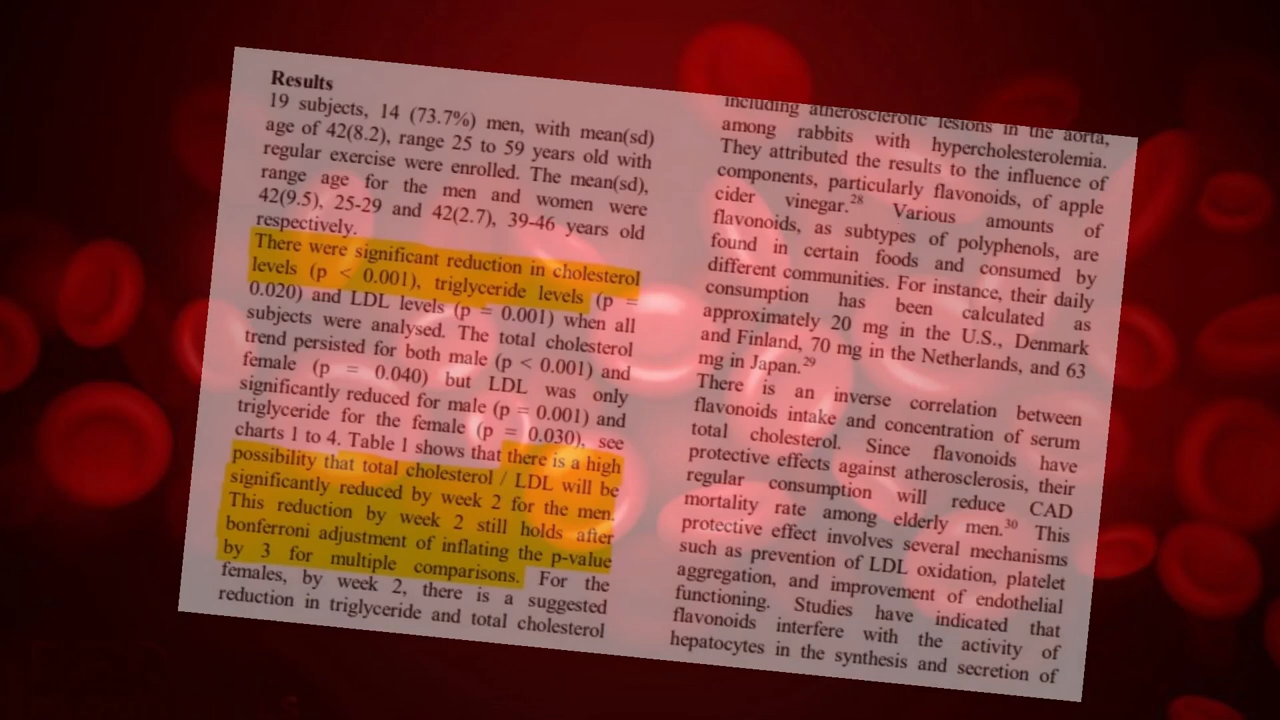 Results
19 subjects, 14 (73.7%) men, with mean(sd)
age of 42(8.2), range 25 to 59 years old with
regular exercise were enrolled. The mean(sd),
range age for the men and women were
42(9.5), 25-29 and 42(2.7), 39-46 years old
respectively.
There were significant reduction in cholesterol
levels (p < 0.001), triglyceride levels (p =
0.020) and LDL levels (p = 0.001) when all
subjects were analysed. The total cholesterol
trend persisted for both male (p < 0.001) and
female (p = 0.040) but LDL was only
significantly reduced for male (p = 0.001) and
triglyceride for the female (p = 0.030), see
charts 1 to 4. Table 1 shows that there is a high
possibility that total cholesterol / LDL will be
significantly reduced by week 2 for the men.
This reduction by week 2 still holds after
bonferroni adjustment of inflating the p-value
by 3 for multiple comparisons. For the
females, by week 2, there is a suggested
reduction in triglyceride and total cholesterol
including atherosclerotic lesions in the aorta,
among rabbits with hypercholesterolemia.
They attributed the results to the influence of
components, particularly flavonoids, of apple
cider vinegar.28 Various amounts of
flavonoids, as subtypes of polyphenols, are
found in certain foods and consumed by
different communities. For instance, their daily
consumption has been calculated as
approximately 20 mg in the U.S., Denmark
and Finland, 70 mg in the Netherlands, and 63
mg in Japan.29
There is an inverse correlation between
flavonoids intake and concentration of serum
total cholesterol. Since flavonoids have
protective effects against atherosclerosis, their
regular consumption will reduce CAD
mortality rate among elderly men.30 This
protective effect involves several mechanisms
such as prevention of LDL oxidation, platelet
aggregation, and improvement of endothelial
functioning. Studies have indicated that
flavonoids interfere with the activity of
hepatocytes in the synthesis and secretion of